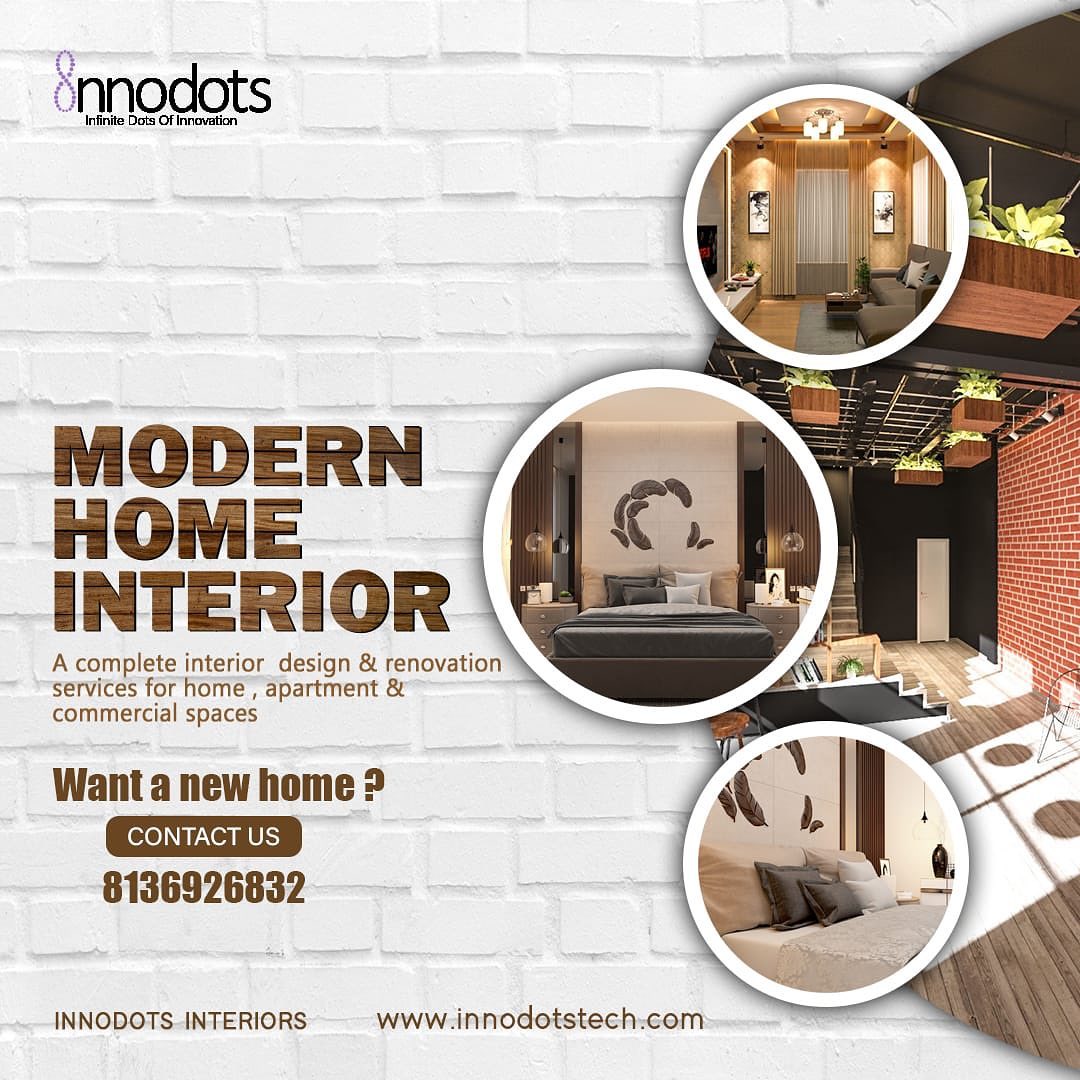 Innodots
Infinite Dots Of Innovation
MODERN
HOME
INTERIOR
A complete interior design & renovation
services for home , apartment &
commercial spaces
Want a new home ?
CONTACT US
8136926832
INNODOTS INTERIORS
www.innodotstech.com